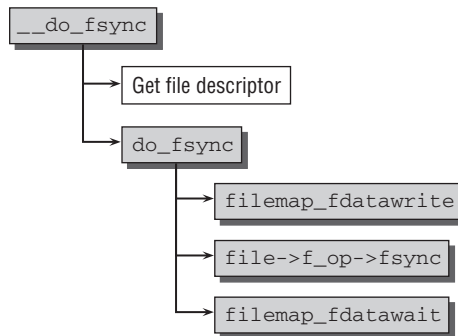 __do_fsync
Get file descriptor
do_fsync
filemap_fdatawrite
file->f_op->fsync
filemap_fdatawait